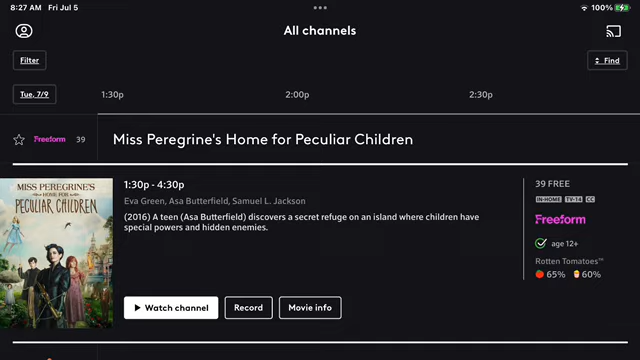 8:27 AM Fri Jul 5
100%
All channels
Filter
Find
Tue, 7/9
1:30p
2:00p
2:30p
Freeform 39
Miss Peregrine's Home for Peculiar Children
MISS PEREGRINE'S
HOME FOR
PECULIAR CHILDREN
1:30p - 4:30p
Eva Green, Asa Butterfield, Samuel L. Jackson
(2016) A teen (Asa Butterfield) discovers a secret refuge on an island where children have
special powers and hidden enemies.
Watch channel
Record
Movie info
39 FREE
IN-HOME TV-14 CC
Freeform
age 12+
Rotten Tomatoes™
65% 60%